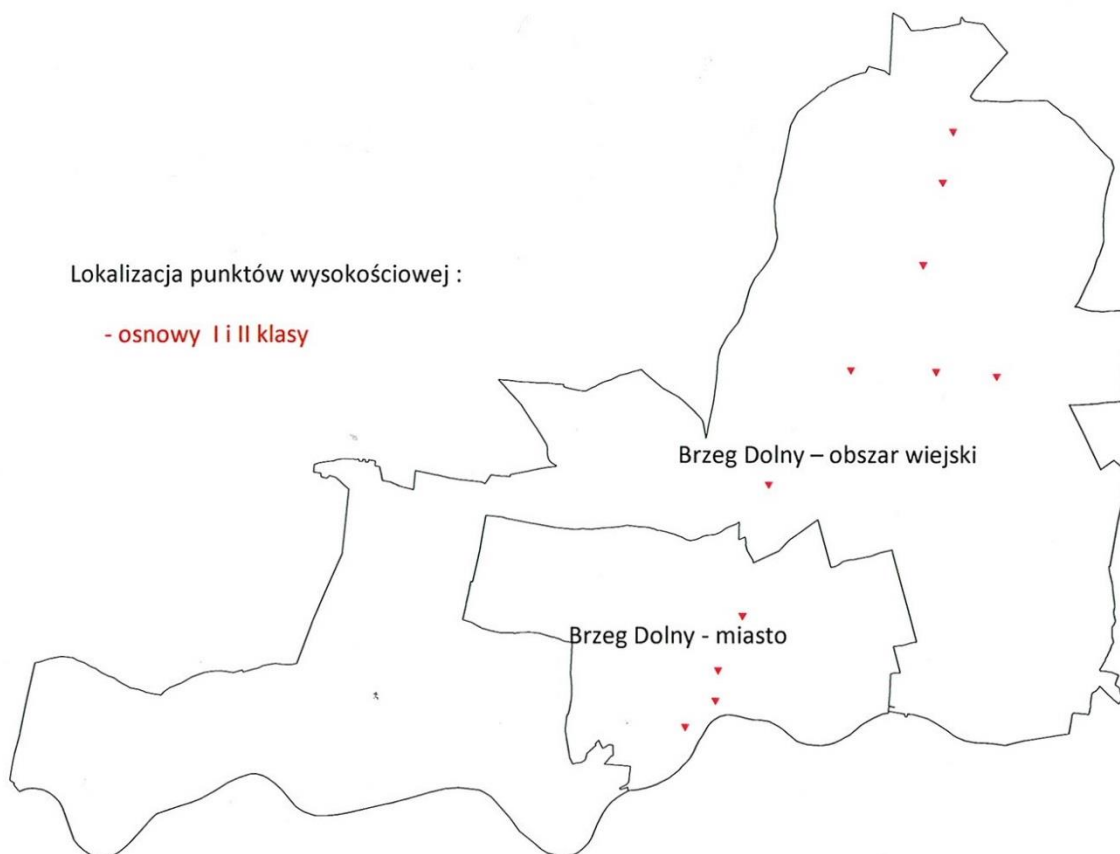 Lokalizacja punktów wysokościowej :
- osnowy I i II klasy
Brzeg Dolny – obszar wiejski
Brzeg Dolny - miasto